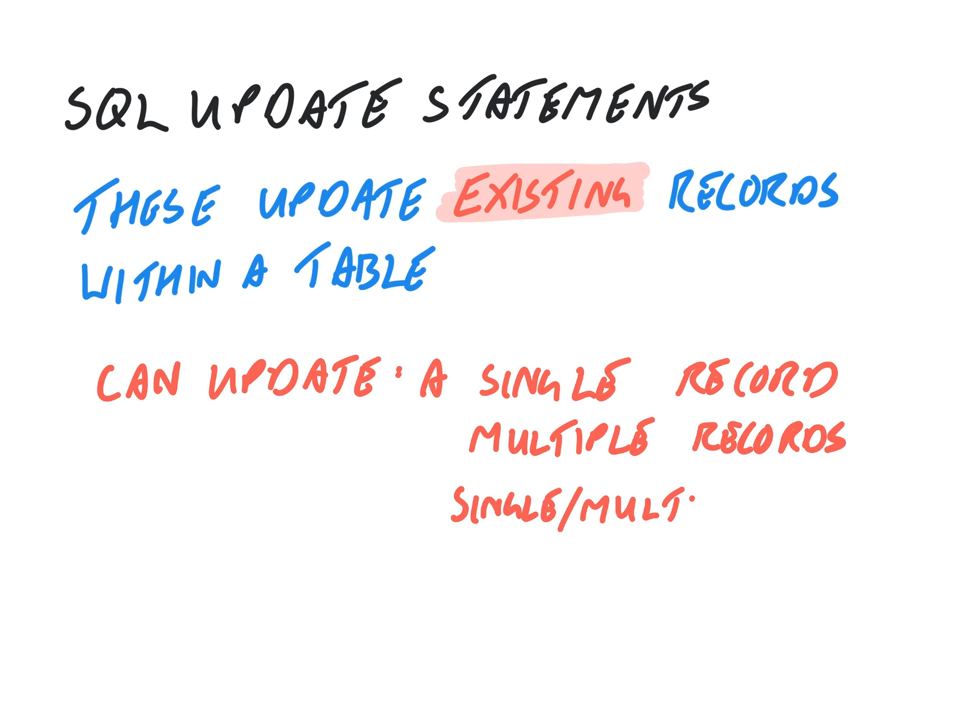 SQL UPDATE STATEMENTS
THESE UPDATE EXISTING RECORDS
WITHIN A TABLE
CAN UPDATE: A SINGLE RECORD
MULTIPLE RECORDS
SINGLE/MULT